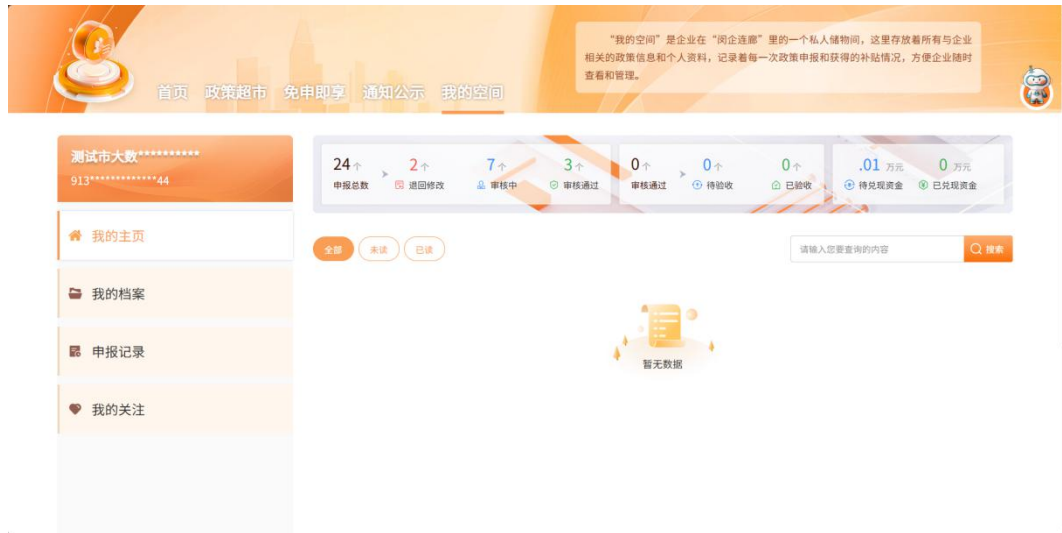 “我的空间”是企业在“闵企连廊”里的一个私人储物间，这里存放着所有与企业
相关的政策信息和个人资料，记录着每一次政策申报和获得的补贴情况，方便企业随时
查看和管理。
首页 政策超市 免申即享 通知公示 我的空间
测试市大数**********
913*************44
我的主页
我的档案
申报记录
我的关注
24个 2个 7个 3个 0个 0个 0个 .01 万元 0 万元
申报总数 退回修改 审核中 审核通过 审核通过 待验收 已验收 待兑现资金 已兑现资金
全部 未读 已读 请输入您要查询的内容 搜索
暂无数据